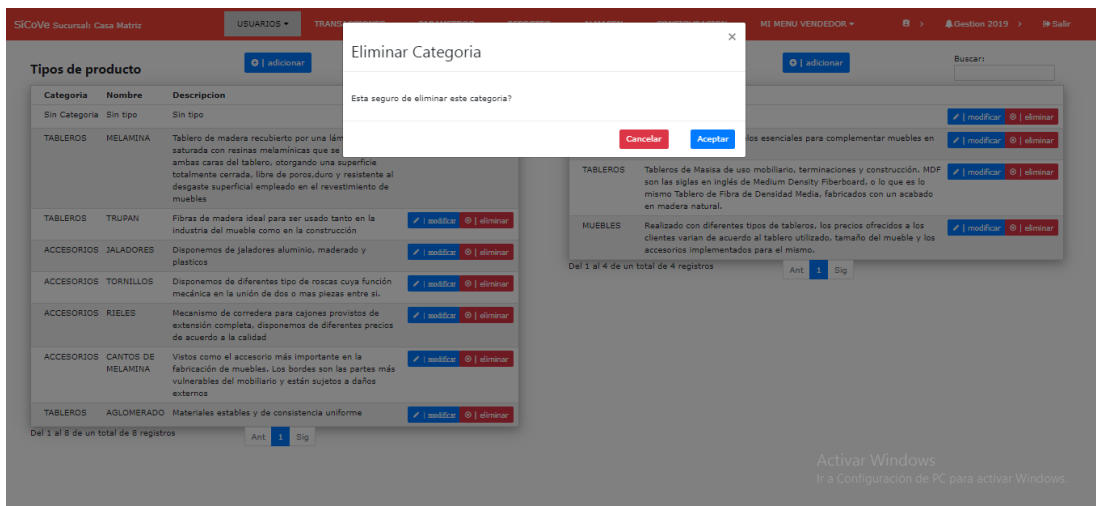 SiCoVe Sucursal: Casa Matriz
USUARIOS
MI MENU VENDEDOR
Gestion 2019
Salir
Eliminar Categoria
×
Esta seguro de eliminar este categoria?
Cancelar
Aceptar
Tipos de producto
| adicionar
Categoria Nombre Descripcion
Sin Categoria Sin tipo Sin tipo
TABLEROS MELAMINA Tablero de madera recubierto por una
saturada con resinas melamínicas que se
ambas caras del tablero, otorgando una superficie
totalmente cerrada, libre de poros,duro y resistente al
desgaste superficial empleado en el revestimiento de
muebles
TABLEROS TRUPAN Fibras de madera ideal para ser usado tanto en la
industria del mueble como en la construcción
| modificar | eliminar
ACCESORIOS JALADORES Disponemos de jaladores aluminio, maderado y
plasticos
| modificar | eliminar
ACCESORIOS TORNILLOS Disponemos de diferentes tipo de roscas cuya función
mecánica en la unión de dos o mas piezas entre si.
| modificar | eliminar
ACCESORIOS RIELES Mecanismo de corredera para cajones provistos de
extensión completa, disponemos de diferentes precios
de acuerdo a la calidad
| modificar | eliminar
ACCESORIOS CANTOS DE MELAMINA Vistos como el accesorio más importante en la
fabricación de muebles. Los bordes son las partes más
vulnerables del mobiliario y están sujetos a daños
externos
| modificar | eliminar
TABLEROS AGLOMERADO Materiales estables y de consistencia uniforme
| modificar | eliminar
Del 1 al 8 de un total de 8 registros
Ant 1 Sig
| adicionar
Buscar:
| modificar | eliminar
esenciales para complementar muebles en
| modificar | eliminar
TABLEROS Tableros de Masisa de uso mobiliario, terminaciones y construcción. MDF
son las siglas en inglés de Medium Density Fiberboard, o lo que es lo
mismo Tablero de Fibra de Densidad Media, fabricados con un acabado
en madera natural.
| modificar | eliminar
MUEBLES Realizado con diferentes tipos de tableros, los precios ofrecidos a los
clientes varian de acuerdo al tablero utilizado, tamaño del mueble y los
accesorios implementados para el mismo.
| modificar | eliminar
Del 1 al 4 de un total de 4 registros
Ant 1 Sig
Activar Windows
Ir a Configuración de PC para activar Windows.